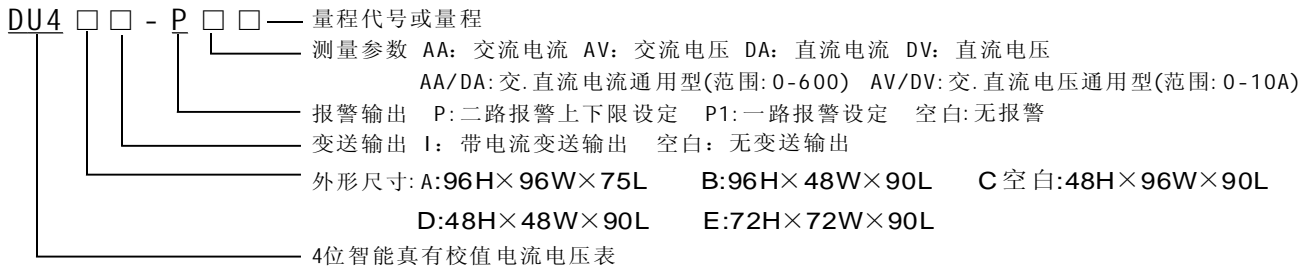 DU4 □ □ - P □ □ 量程代号或量程
测量参数 AA: 交流电流 AV: 交流电压 DA: 直流电流 DV: 直流电压
AA/DA:交.直流电流通用型(范围:0-600) AV/DV:交.直流电压通用型(范围:0-10A)
报警输出 P:二路报警上下限设定 P1:一路报警设定 空白:无报警
变送输出 I: 带电流变送输出 空白: 无变送输出
外形尺寸:A:96H×96W×75L B:96H×48W×90L C空白:48H×96W×90L
D:48H×48W×90L E:72H×72W×90L
4位智能真有校值电流电压表